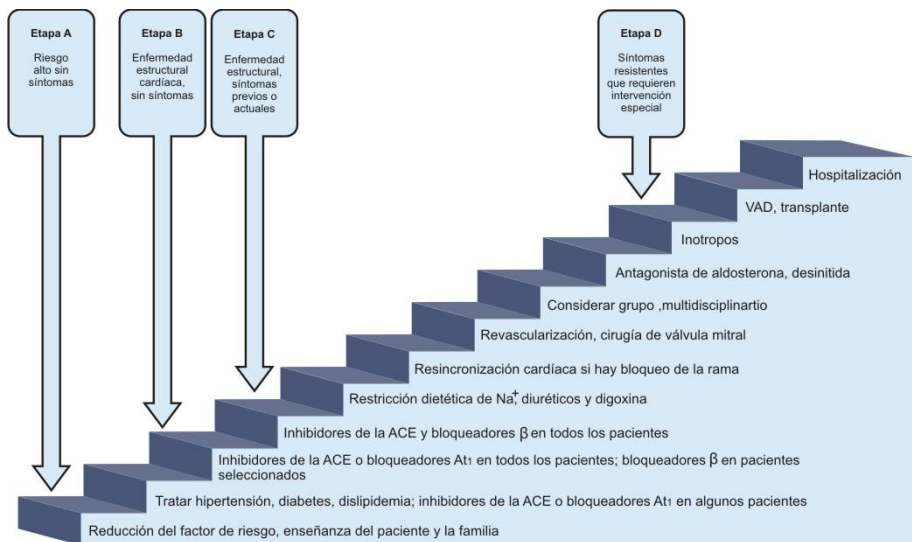 Etapa A
Riesgo
alto sin
síntomas
Etapa B
Enfermedad
estructural
cardíaca,
sin síntomas
Etapa C
Enfermedad
estructural,
síntomas
previos o
actuales
Etapa D
Síntomas
resistentes
que requieren
intervención
especial
Hospitalización
VAD, transplante
Inotropos
Antagonista de aldosterona, desinitida
Considerar grupo ,multidisciplinartio
Revascularización, cirugía de válvula mitral
Resincronización cardíaca si hay bloqueo de la rama
Restricción dietética de Na⁺, diuréticos y digoxina
Inhibidores de la ACE y bloqueadores β en todos los pacientes
Inhibidores de la ACE o bloqueadores At₁ en todos los pacientes; bloqueadores β en pacientes
seleccionados
Tratar hipertensión, diabetes, dislipidemia; inhibidores de la ACE o bloqueadores At₁ en algunos pacientes
Reducción del factor de riesgo, enseñanza del paciente y la familia